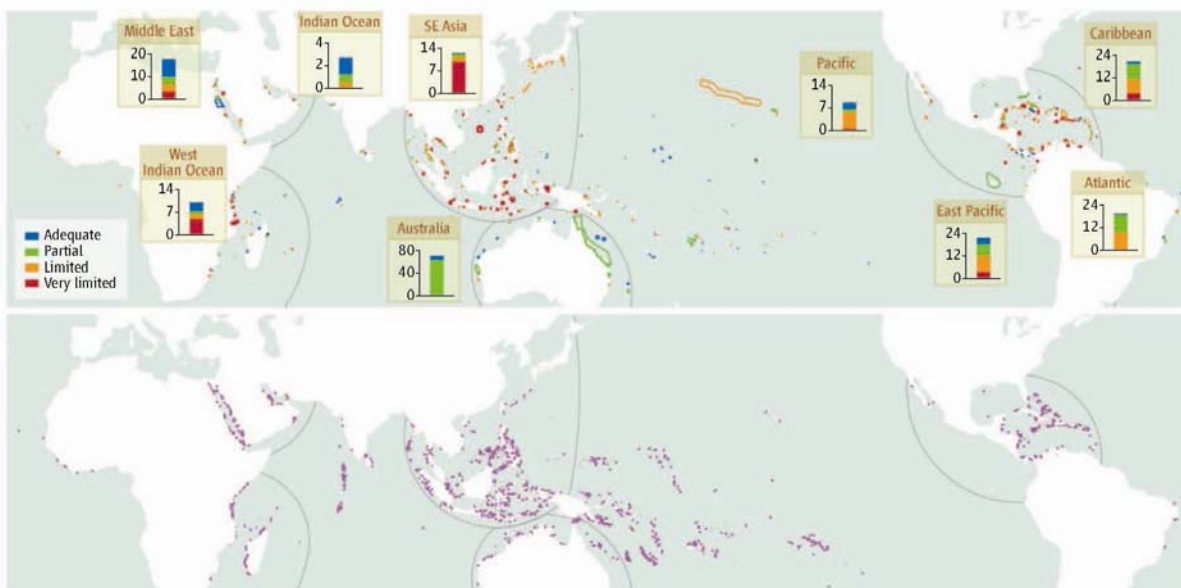 Middle East
20
10
0
Indian Ocean
4
2
0
SE Asia
14
7
0
Pacific
14
7
0
Caribbean
24
12
0
West
Indian Ocean
14
7
0
Australia
80
40
0
East Pacific
24
12
0
Atlantic
24
12
0
Adequate
Partial
Limited
Very limited